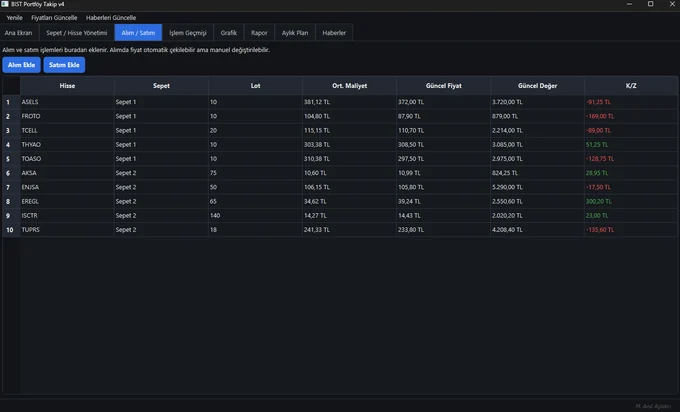 BIST Portföy Takip v4
Yenile Fiyatları Güncelle Haberleri Güncelle
Ana Ekran Sepet / Hisse Yönetimi Alım / Satım İşlem Geçmişi Grafik Rapor Aylık Plan Haberler
Alım ve satım işlemleri buradan eklenir. Alımda fiyat otomatik çekilebilir ama manuel değiştirilebilir.
Alım Ekle Satım Ekle
Hisse Sepet Lot Ort. Maliyet Güncel Fiyat Güncel Değer K/Z
1 ASELS Sepet 1 10 381,12 TL 372,00 TL 3.720,00 TL -91,25 TL
2 FROTO Sepet 1 10 104,80 TL 87,90 TL 879,00 TL -169,00 TL
3 TCELL Sepet 1 20 115,15 TL 110,70 TL 2.214,00 TL -89,00 TL
4 THYAO Sepet 1 10 303,38 TL 308,50 TL 3.085,00 TL 51,25 TL
5 TOASO Sepet 1 10 310,38 TL 297,50 TL 2.975,00 TL -128,75 TL
6 AKSA Sepet 2 75 10,60 TL 10,99 TL 824,25 TL 28,95 TL
7 ENJSA Sepet 2 50 106,15 TL 105,80 TL 5.290,00 TL -17,50 TL
8 EREGL Sepet 2 65 34,62 TL 39,24 TL 2.550,60 TL 300,20 TL
9 ISCTR Sepet 2 140 14,27 TL 14,43 TL 2.020,20 TL 23,00 TL
10 TUPRS Sepet 2 18 241,33 TL 233,80 TL 4.208,40 TL -135,60 TL
M. Anıl